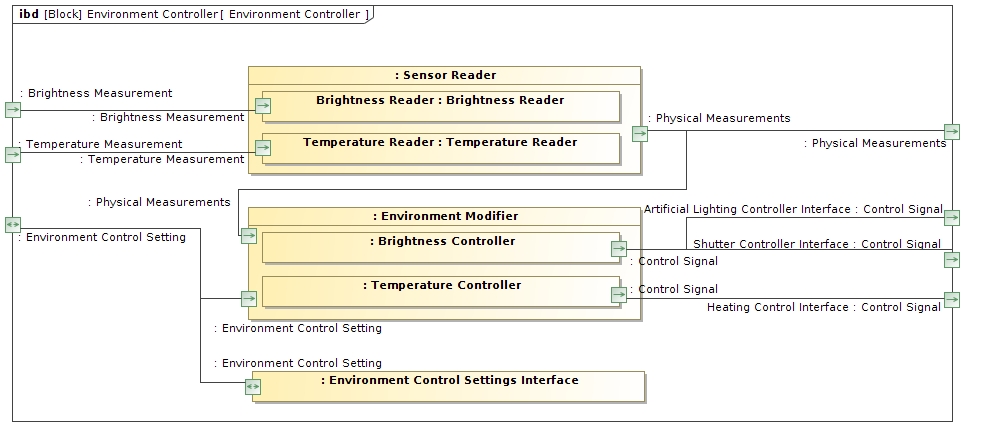 ibd [Block] Environment Controller[ Environment Controller ]
: Sensor Reader
: Brightness Measurement
Brightness Reader : Brightness Reader
: Brightness Measurement
: Physical Measurements
: Temperature Measurement
Temperature Reader : Temperature Reader
: Physical Measurements
: Temperature Measurement
: Physical Measurements
: Environment Modifier
Artificial Lighting Controller Interface : Control Signal
: Environment Control Setting
: Brightness Controller
Shutter Controller Interface : Control Signal
: Control Signal
: Temperature Controller
: Control Signal
Heating Control Interface : Control Signal
: Environment Control Setting
: Environment Control Setting
: Environment Control Settings Interface